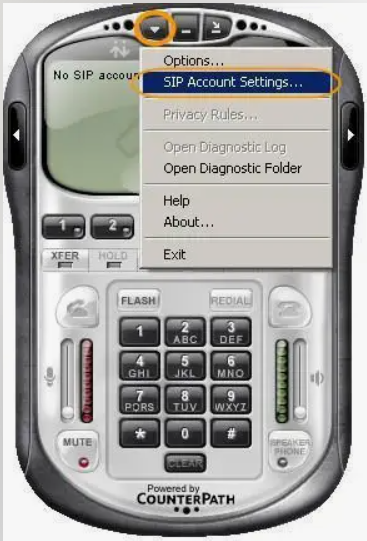 No SIP accou
Options...
SIP Account Settings...
Privacy Rules...
Open Diagnostic Log
Open Diagnostic Folder
Help
About...
Exit
1 2
XFER HOLD
FLASH REDIAL
1 2 3
ABC DEF
4 5 6
GHI JKL MNO
7 8 9
PQRS TUV WXYZ
* 0 #
MUTE
SPEAKER
PHONE
CLEAR
Powered by
COUNTERPATH